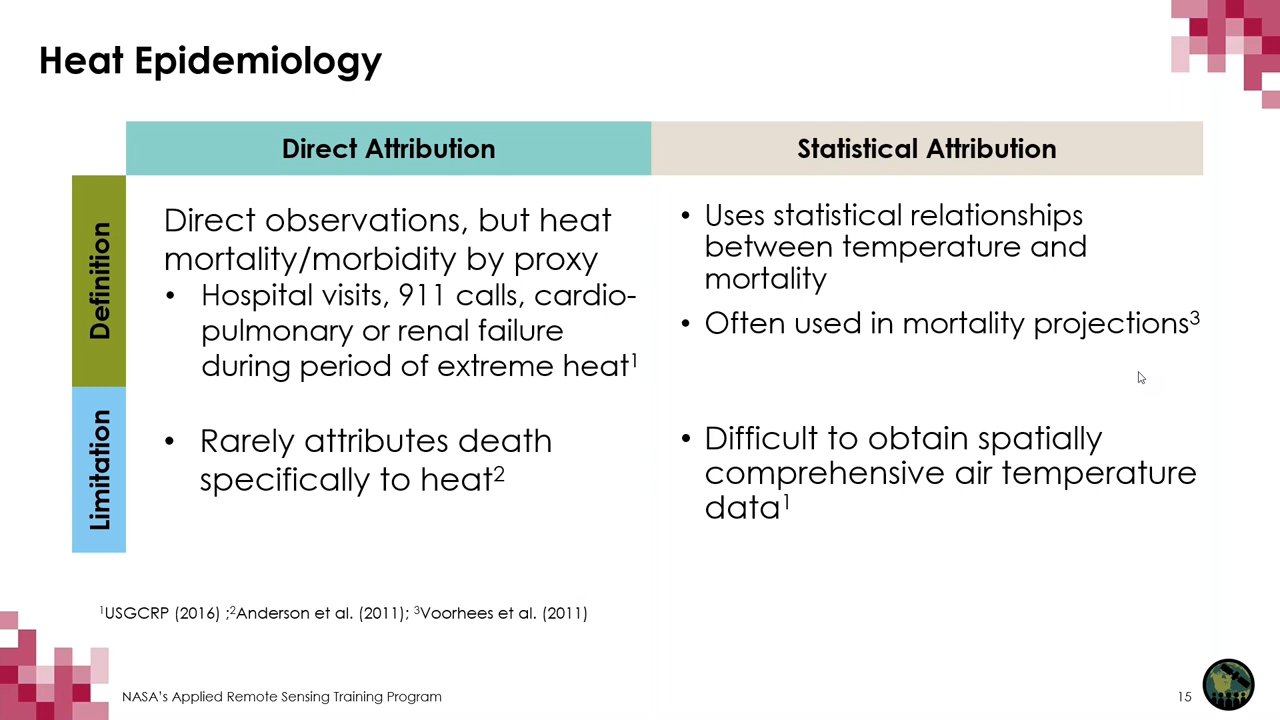 Heat Epidemiology
Direct Attribution
Statistical Attribution
Definition
Direct observations, but heat
mortality/morbidity by proxy
• Hospital visits, 911 calls, cardio-
pulmonary or renal failure
during period of extreme heat¹
• Uses statistical relationships
between temperature and
mortality
• Often used in mortality projections³
Limitation
• Rarely attributes death
specifically to heat²
• Difficult to obtain spatially
comprehensive air temperature
data¹
¹USGCRP (2016) ;²Anderson et al. (2011); ³Voorhees et al. (2011)
NASA's Applied Remote Sensing Training Program
15